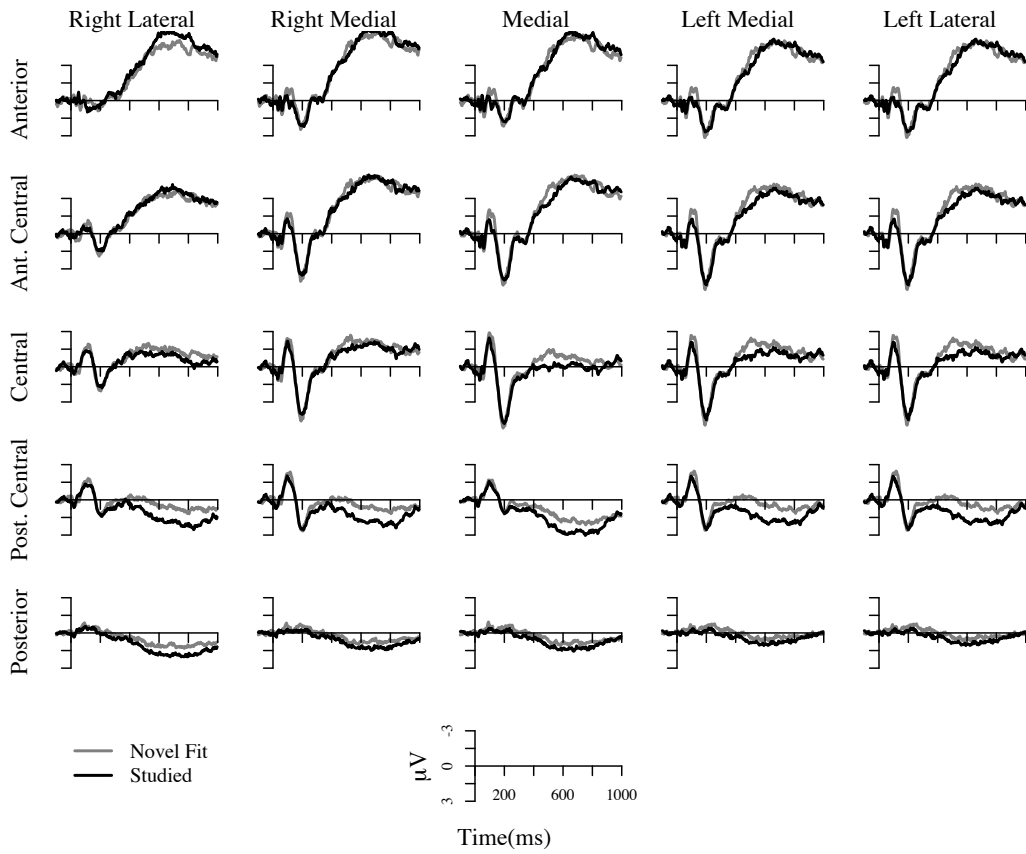 Right Lateral Right Medial Medial Left Medial Left Lateral
Anterior
Ant. Central
Central
Post. Central
Posterior
Novel Fit
Studied
μV
-3
0
3
200 600 1000
Time(ms)